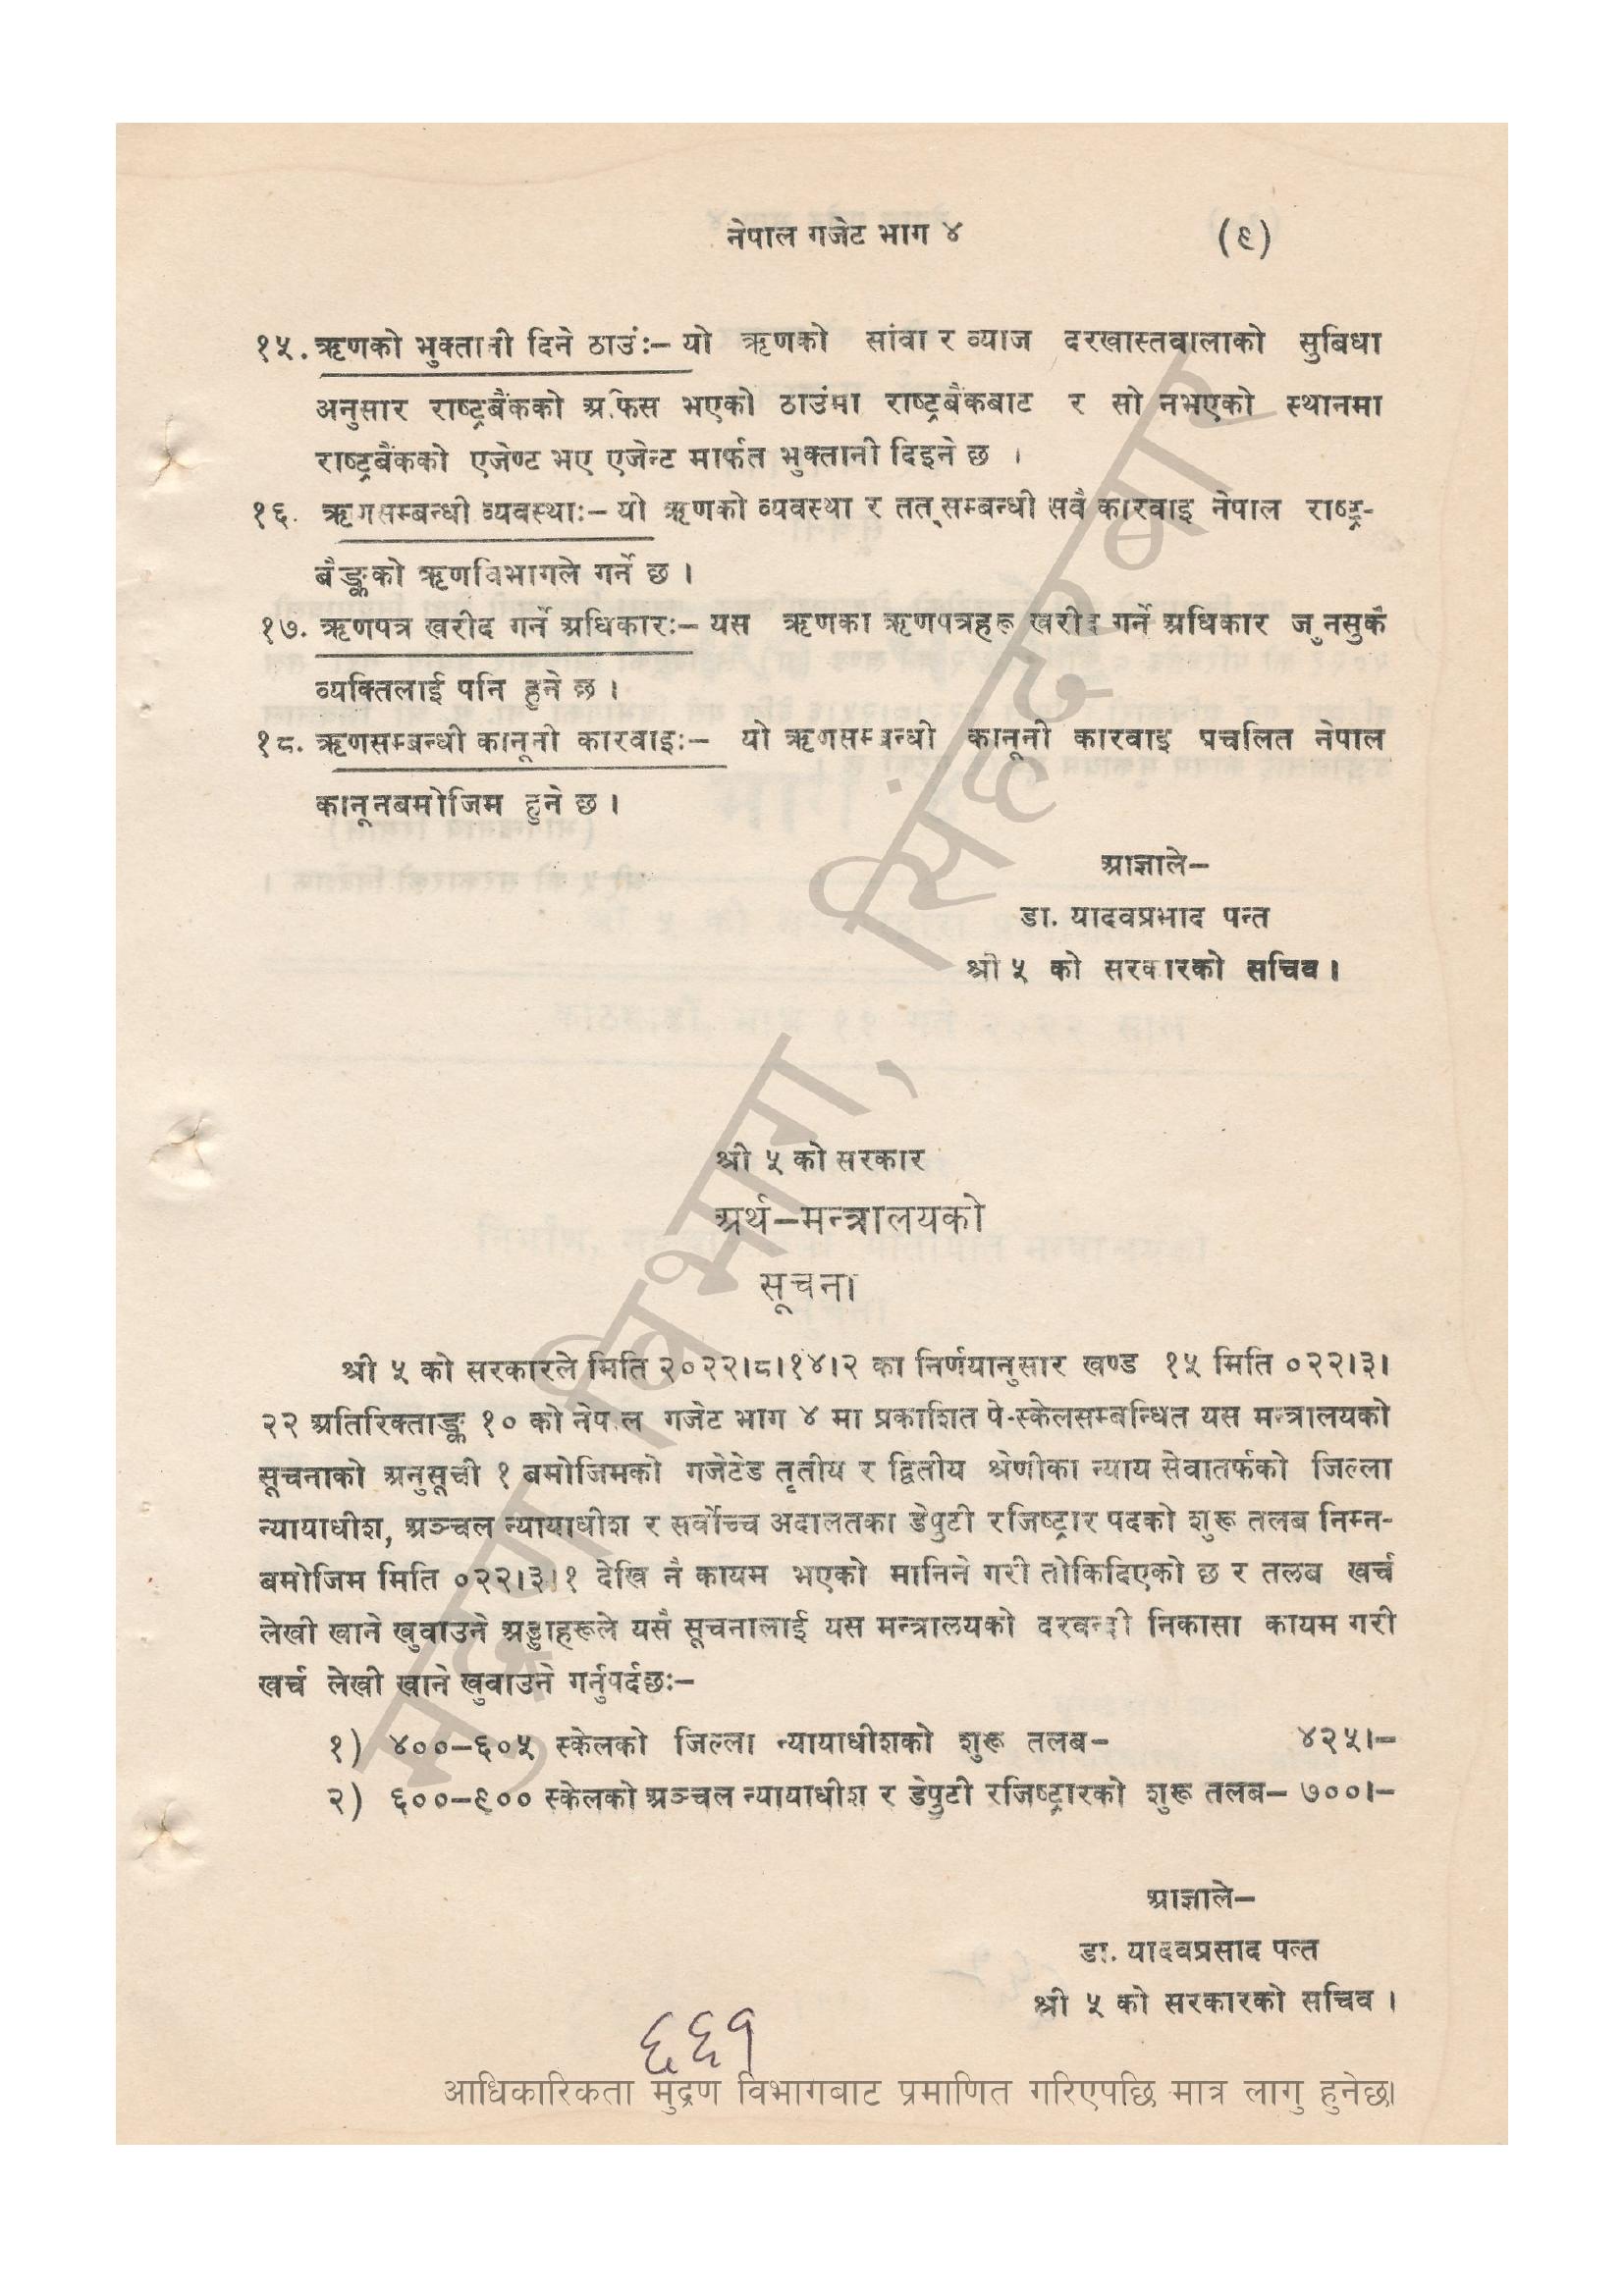 नेपाल गजेट भाग ४ (९)
१५. ऋणको भुक्तानी दिने ठाउं:– यो ऋणको सांवा र व्याज दरखास्तवालाको सुबिधा
अनुसार राष्ट्रबैंकको अफिस भएको ठाउंमा राष्ट्रबैंकबाट र सो नभएको स्थानमा
राष्ट्रबैंकको एजेण्ट भए एजेन्ट मार्फत भुक्तानी दिइने छ ।
१६. ऋणसम्बन्धी व्यवस्था:– यो ऋणको व्यवस्था र तत् सम्बन्धी सवै कारवाइ नेपाल राष्ट्र-
बैङ्कको ऋणविभागले गर्ने छ ।
१७. ऋणपत्र खरीद गर्ने अधिकार:– यस ऋणका ऋणपत्रहरू खरीद गर्ने अधिकार जुनसुकै
व्यक्तिलाई पनि हुने छ ।
१८. ऋणसम्बन्धी कानूनी कारवाइ:– यो ऋणसम्बन्धी कानूनी कारवाइ प्रचलित नेपाल
कानूनबमोजिम हुने छ ।
आज्ञाले–
डा. यादवप्रभाद पन्त
श्री ५ को सरकारको सचिव ।
श्री ५ को सरकार
अर्थ–मन्त्रालयको
सूचना
श्री ५ को सरकारले मिति २०२२।८।१४।२ का निर्णयानुसार खण्ड १५ मिति ०२२।३।
२२ अतिरिक्ताङ्क १० को नेपाल गजेट भाग ४ मा प्रकाशित पे-स्केलसम्बन्धित यस मन्त्रालयको
सूचनाको अनुसूची १ बमोजिमको गजेटेड तृतीय र द्वितीय श्रेणीका न्याय सेवातर्फको जिल्ला
न्यायाधीश, अञ्चल न्यायाधीश र सर्वोच्च अदालतका डेपुटी रजिष्ट्रार पदको शुरू तलब निम्न-
बमोजिम मिति ०२२।३।१ देखि नै कायम भएको मानिने गरी तोकिदिएको छ र तलब खर्च
लेखी खाने खुवाउने अड्डाहरूले यसै सूचनालाई यस मन्त्रालयको दरवन्दी निकासा कायम गरी
खर्च लेखी खाने खुवाउने गर्नुपर्दछ:–
१) ४००–६०५ स्केलको जिल्ला न्यायाधीशको शुरू तलब– ४२५।–
२) ६००–९०० स्केलको अञ्चल न्यायाधीश र डेपुटी रजिष्ट्रारको शुरू तलब– ७००।–
आज्ञाले–
डा. यादवप्रसाद पन्त
श्री ५ को सरकारको सचिव ।
६६१
आधिकारिकता मुद्रण विभागबाट प्रमाणित गरिएपछि मात्र लागु हुनेछ।
मुद्रण विभाग, सिंहदरबार